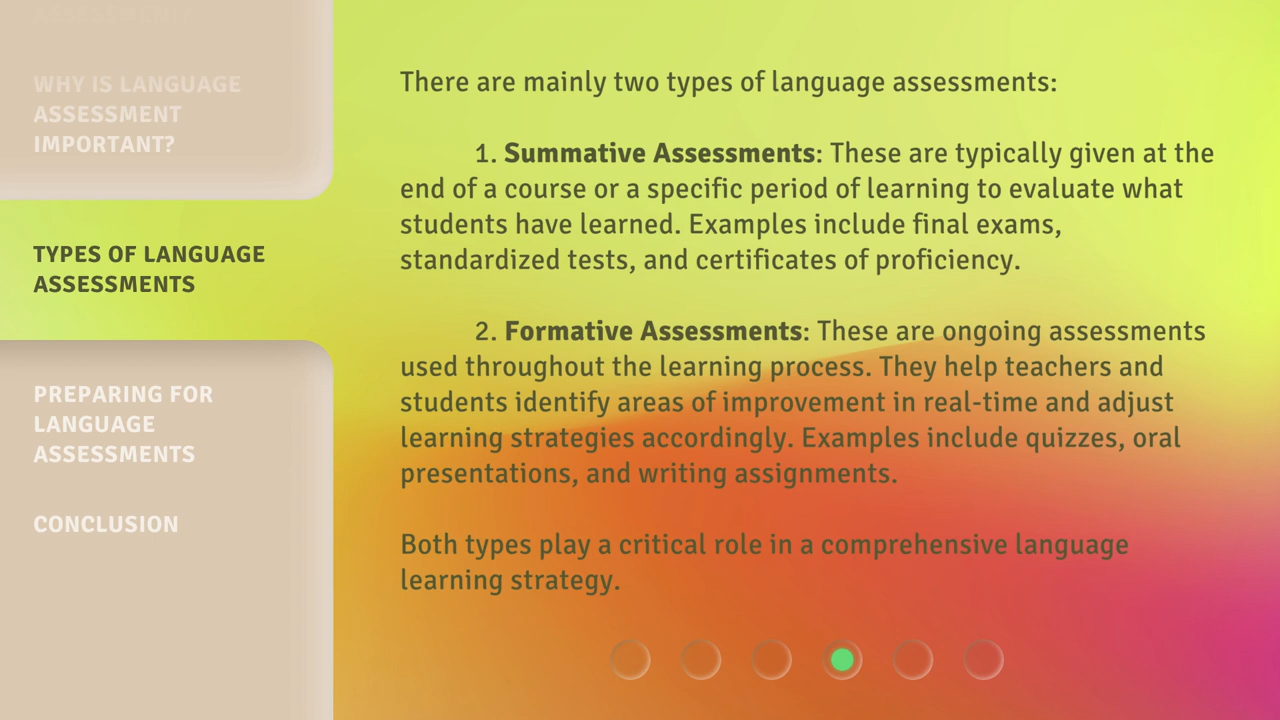 ASSESSMENT?
WHY IS LANGUAGE
ASSESSMENT
IMPORTANT?
TYPES OF LANGUAGE
ASSESSMENTS
PREPARING FOR
LANGUAGE
ASSESSMENTS
CONCLUSION
There are mainly two types of language assessments:
1. Summative Assessments: These are typically given at the
end of a course or a specific period of learning to evaluate what
students have learned. Examples include final exams,
standardized tests, and certificates of proficiency.
2. Formative Assessments: These are ongoing assessments
used throughout the learning process. They help teachers and
students identify areas of improvement in real-time and adjust
learning strategies accordingly. Examples include quizzes, oral
presentations, and writing assignments.
Both types play a critical role in a comprehensive language
learning strategy.